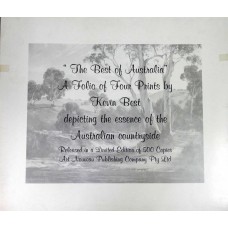 " The Best of Australia"
A Folio of Four Prints by
Kevin Best
depicting the essence of the
Australian countryside
Released in a Limited Edition of 500 Copies
Art Nouveau Publishing Company Pty Ltd